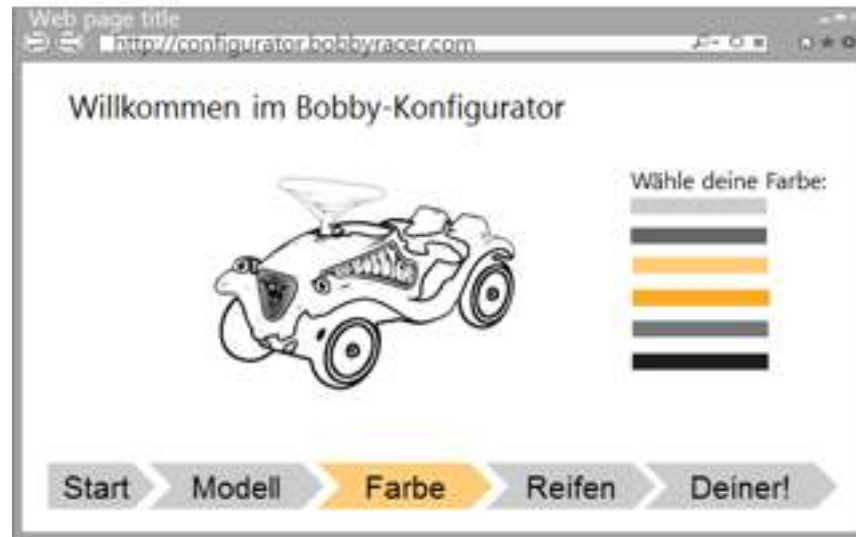 Web page title
http://configurator.bobbyracer.com
Willkommen im Bobby-Konfigurator
Wähle deine Farbe:
Start Modell Farbe Reifen Deiner!